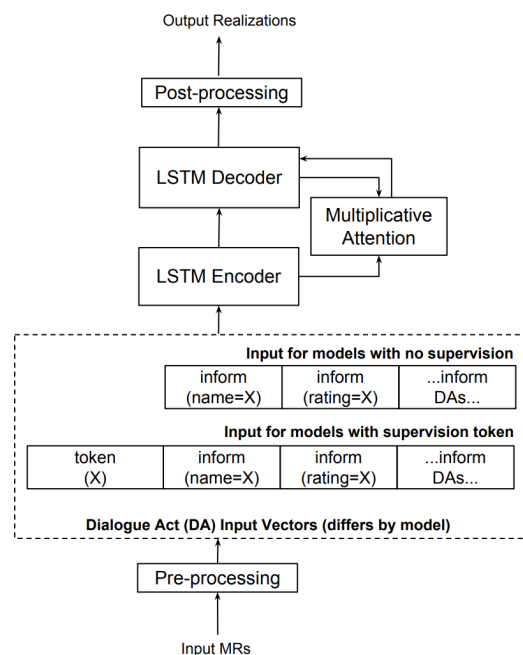 Output Realizations
Post-processing
LSTM Decoder
Multiplicative
Attention
LSTM Encoder
Input for models with no supervision
inform
(name=X)
inform
(rating=X)
...inform
DAs...
Input for models with supervision token
token
(X)
inform
(name=X)
inform
(rating=X)
...inform
DAs...
Dialogue Act (DA) Input Vectors (differs by model)
Pre-processing
Input MRs